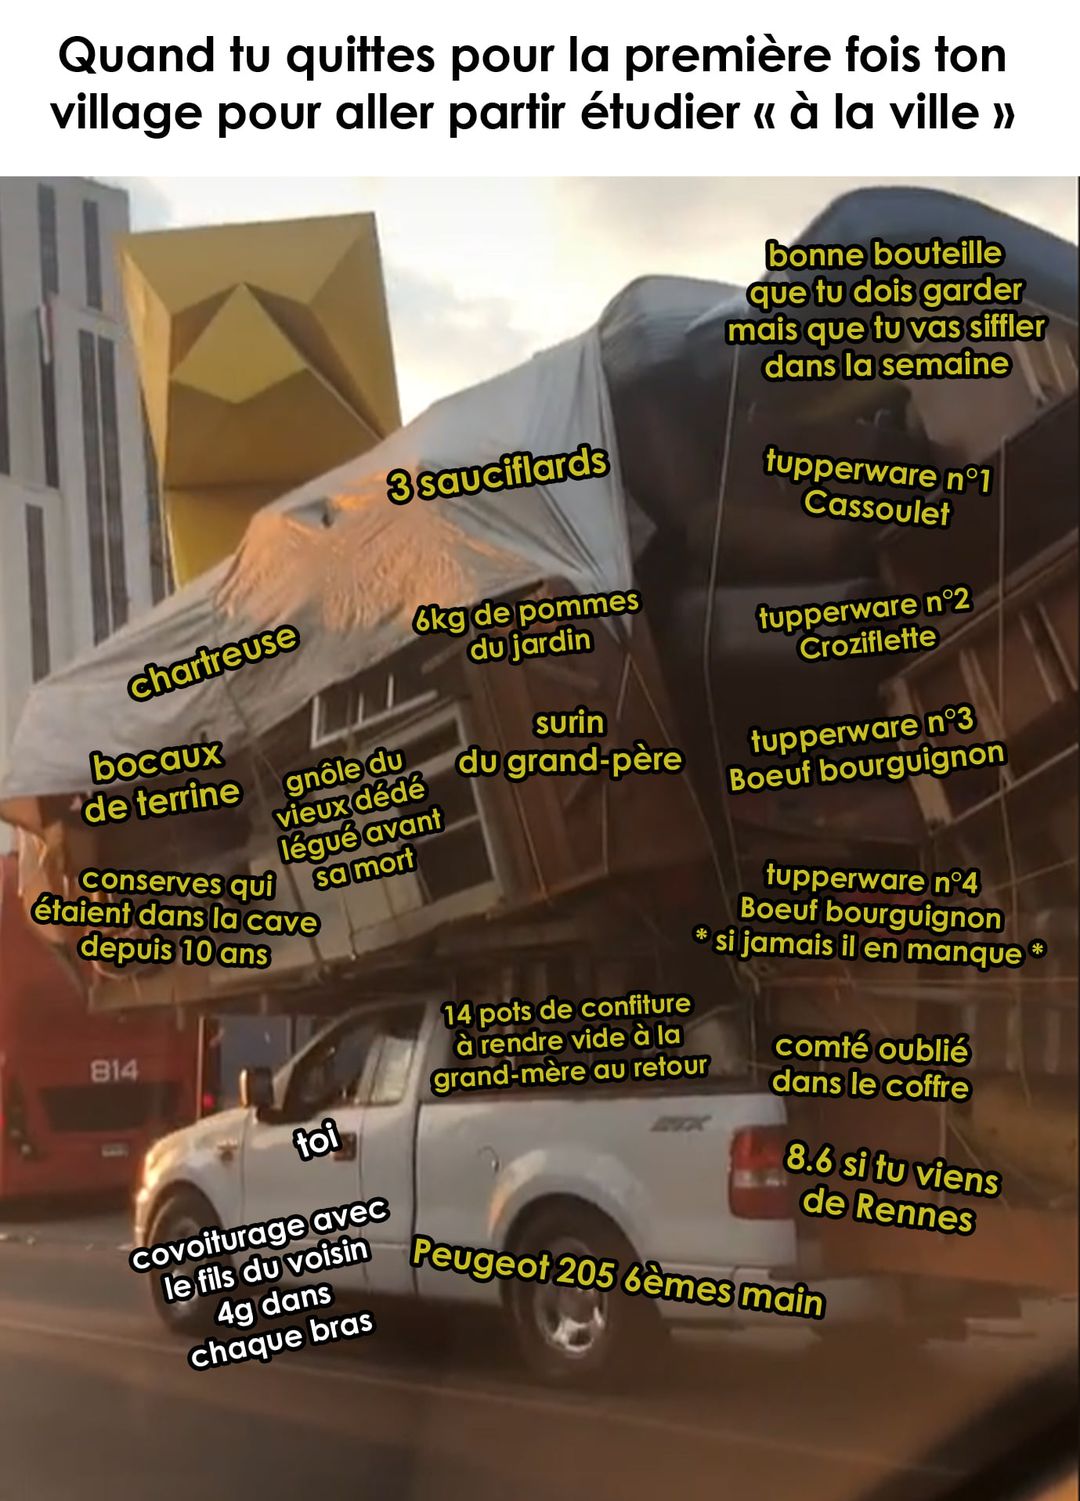 Quand tu quittes pour la première fois ton
village pour aller partir étudier « à la ville »
bonne bouteille
que tu dois garder
mais que tu vas siffler
dans la semaine
3 sauciflards
tupperware n°1
Cassoulet
6kg de pommes
du jardin
tupperware n°2
Croziflette
chartreuse
surin
du grand-père
tupperware n°3
Boeuf bourguignon
bocaux
de terrine
gnôle du
vieux dédé
légué avant
sa mort
conserves qui
étaient dans la cave
depuis 10 ans
tupperware n°4
Boeuf bourguignon
* si jamais il en manque *
14 pots de confiture
à rendre vide à la
grand-mère au retour
comté oublié
dans le coffre
814
toi
8.6 si tu viens
de Rennes
covoiturage avec
le fils du voisin
4g dans
chaque bras
Peugeot 205 6èmes main